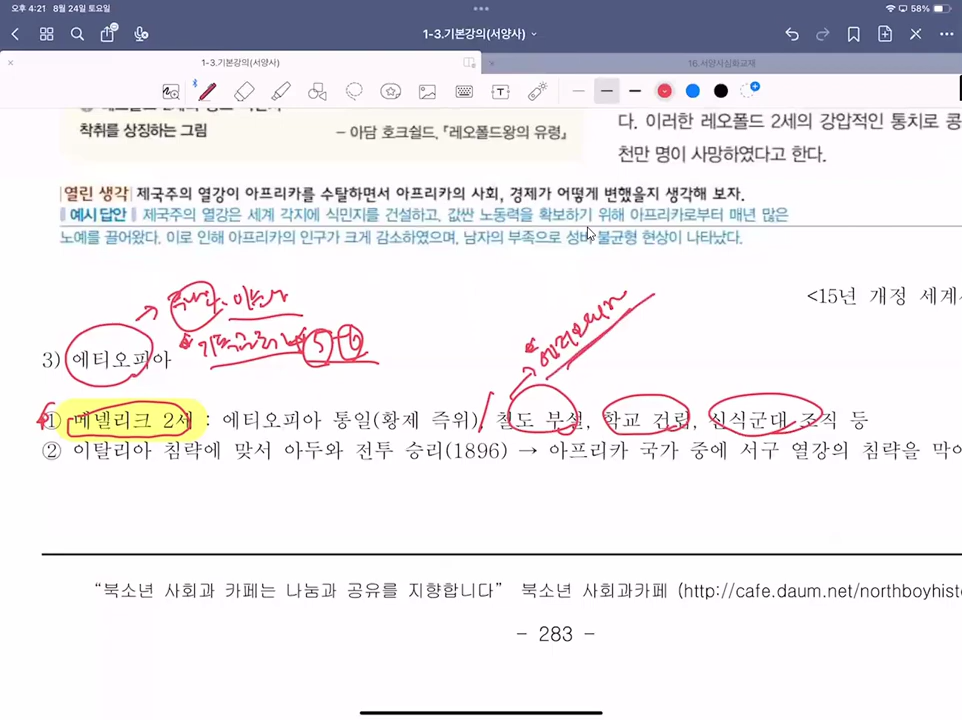 오후 4:21 8월 24일 토요일
58%
1-3.기본강의(서양사)
1-3.기본강의(서양사)
16.서양사심화교재
착취를 상징하는 그림
– 아담 호크쉴드, 『레오폴드왕의 유령』
다. 이러한 레오폴드 2세의 강압적인 통치로 콩
천만 명이 사망하였다고 한다.
열린 생각 제국주의 열강이 아프리카를 수탈하면서 아프리카의 사회, 경제가 어떻게 변했을지 생각해 보자.
예시 답안 제국주의 열강은 세계 각지에 식민지를 건설하고, 값싼 노동력을 확보하기 위해 아프리카로부터 매년 많은
노예를 끌어왔다. 이로 인해 아프리카의 인구가 크게 감소하였으며, 남자의 부족으로 성비 불균형 현상이 나타났다.
<15년 개정 세계
3) 에티오피아
① 메넬리크 2세 : 에티오피아 통일(황제 즉위), 철도 부설, 학교 건립, 신식군대 조직 등
② 이탈리아 침략에 맞서 아두와 전투 승리(1896) → 아프리카 국가 중에 서구 열강의 침략을 막
“북소년 사회과 카페는 나눔과 공유를 지향합니다” 북소년 사회과카페 (http://cafe.daum.net/northboyhist
- 283 -